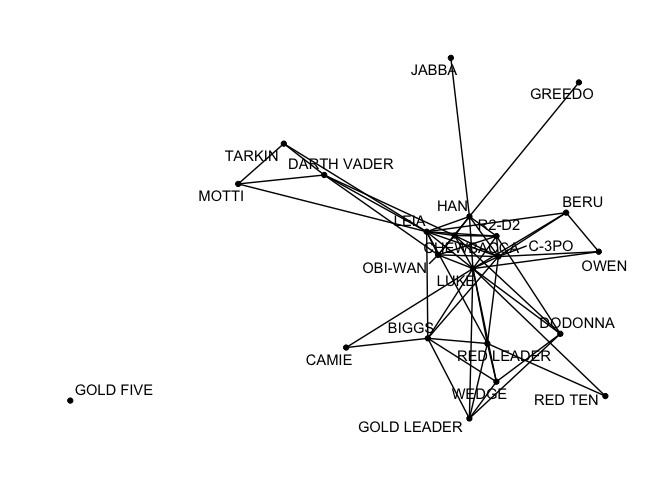 JABBA
GREEDO
TARKIN
DARTH VADER
MOTTI
HAN
BERU
LEIA
R2-D2
CHEWBACCA
C-3PO
OBI-WAN
OWEN
LUKE
BIGGS
DODONNA
CAMIE
RED LEADER
GOLD FIVE
WEDGE
RED TEN
GOLD LEADER